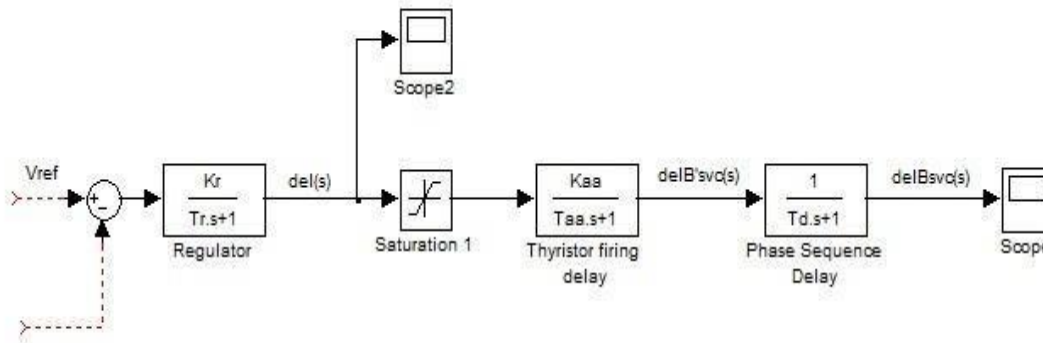 Scope2
Vref
+
−
Kr
Tr.s+1
Regulator
del(s)
Saturation 1
Kaa
Taa.s+1
Thyristor firing
delay
delB'svc(s)
1
Td.s+1
Phase Sequence
Delay
delBsvc(s)
Scope